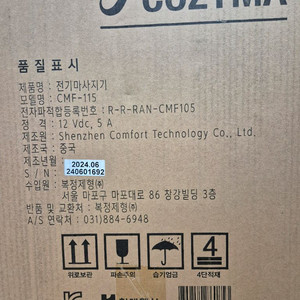 COZYMA
품 질 표 시
제품명 : 전기마사지기
모델명 : CMF-115
전자파적합등록번호 : R-R-RAN-CMF105
정 격 : 12 Vdc, 5 A
제조원 : Shenzhen Comfort Technology Co., Ltd.
제조국 : 중국
제조년월 2024.06
S / N : 240601692
수입원 : 복정제형㈜
서울 마포구 마포대로 86 창강빌딩 3층
반품 및 교환처 : 복정제형㈜
A/S 연락처 : 031)884-6948
4
위로보관 파손주의 습기엄금 4단적재